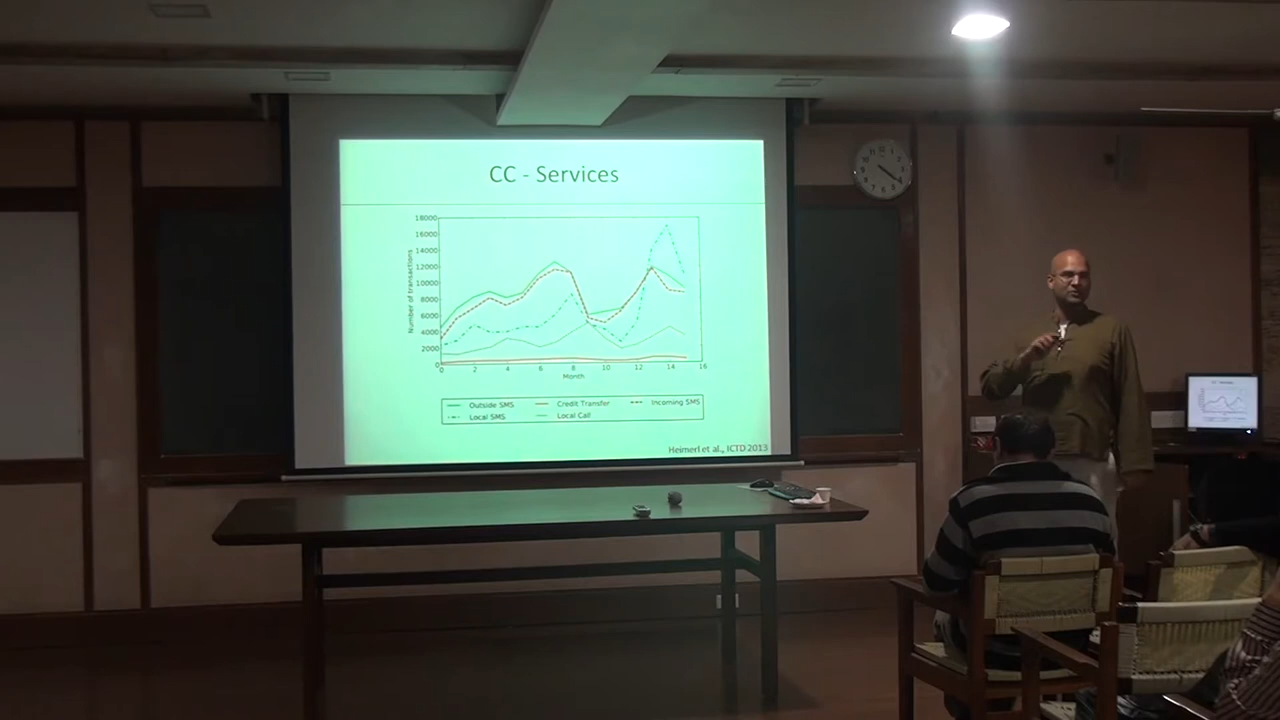 CC - Services
18000
16000
14000
12000
10000
8000
6000
4000
2000
0
Number of transactions
0 2 4 6 8 10 12 14 16
Month
Outside SMS Credit Transfer Incoming SMS
Local SMS Local Call
Heimerl et al., ICTD 2013